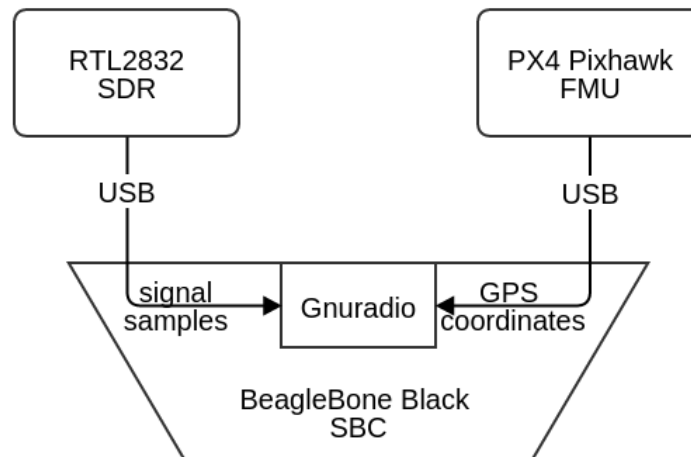 RTL2832
SDR
PX4 Pixhawk
FMU
USB
USB
signal
samples
Gnuradio
GPS
coordinates
BeagleBone Black
SBC